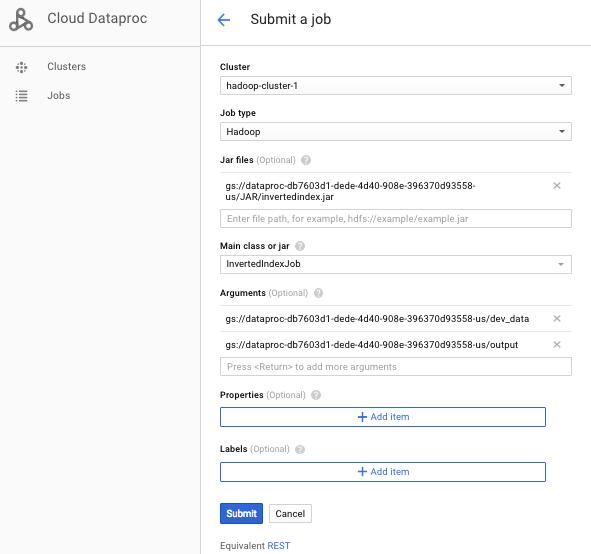 Cloud Dataproc
Submit a job
Clusters
Jobs
Cluster
hadoop-cluster-1
Job type
Hadoop
Jar files (Optional) ?
gs://dataproc-db7603d1-dede-4d40-908e-396370d93558-
us/JAR/invertedindex.jar
Enter file path, for example, hdfs://example/example.jar
Main class or jar ?
InvertedIndexJob
Arguments (Optional) ?
gs://dataproc-db7603d1-dede-4d40-908e-396370d93558-us/dev_data
gs://dataproc-db7603d1-dede-4d40-908e-396370d93558-us/output
Press <Return> to add more arguments
Properties (Optional) ?
+ Add item
Labels (Optional) ?
+ Add item
Submit Cancel
Equivalent REST